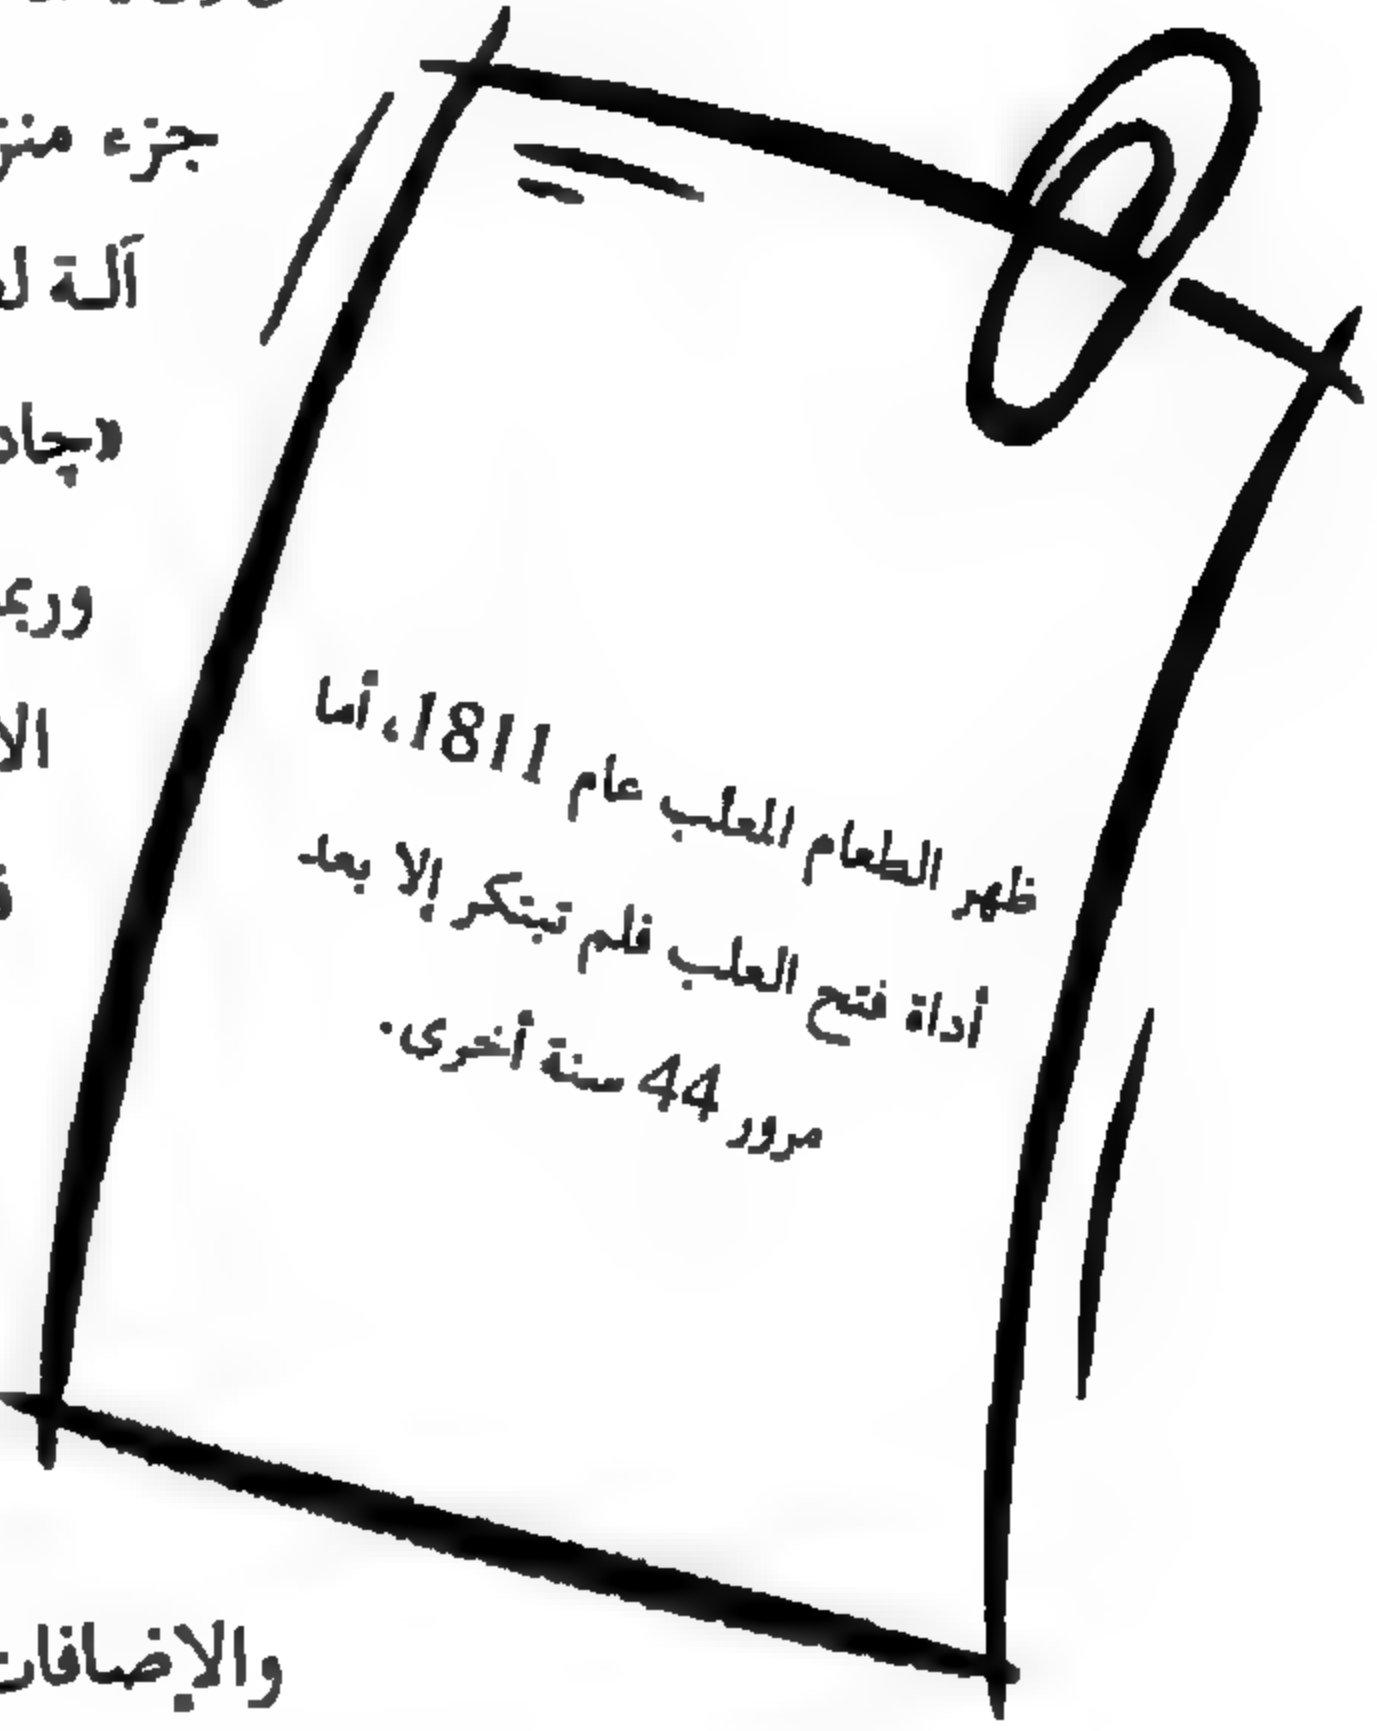 جزء
آلة
وربما
ظهر الطعام المعلب عام 1811، أما
أداة فتح العلب فلم تبتكر إلا بعد
مرور 44 سنة أخرى.
والإضافات